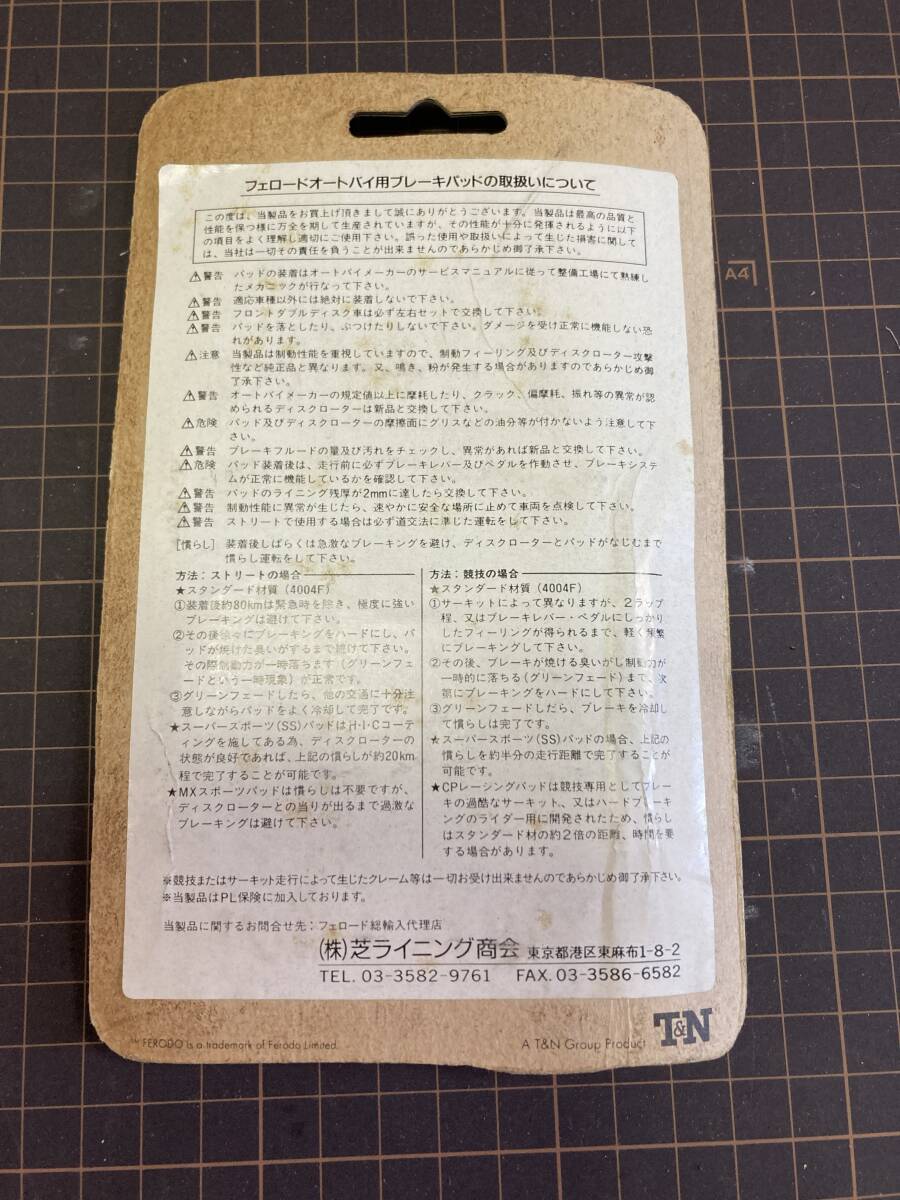 フェロードオートバイ用ブレーキパッドの取扱いについて
この度は、当製品をお買上げ頂きまして誠にありがとうございます。当製品は最高の品質と
性能を保つ様に万全を期して生産されていますが、その性能が十分に発揮されるように以下
の項目をよく理解し適切にご使用下さい。誤った使用や取扱いによって生じた損害に関して
は、当社は一切その責任を負うことが出来ませんのであらかじめ御了承下さい。
⚠警告 パッドの装着はオートバイメーカーのサービスマニュアルに従って整備工場にて熟練し
たメカニックが行なって下さい。
⚠警告 適応車種以外には絶対に装着しないで下さい。
⚠警告 フロントダブルディスク車は必ず左右セットで交換して下さい。
⚠警告 パッドを落としたり、ぶつけたりしないで下さい。ダメージを受け正常に機能しない恐
れがあります。
⚠注意 当製品は制動性能を重視していますので、制動フィーリング及びディスクローター攻撃
性など純正品と異なります。又、鳴き、粉が発生する場合がありますのであらかじめ御
了承下さい。
⚠警告 オートバイメーカーの規定値以上に摩耗したり、クラック、偏摩耗、振れ等の異常が認
められるディスクローターは新品と交換して下さい。
⚠危険 パッド及びディスクローターの摩擦面にグリスなどの油分等が付かないよう注意して下
さい。
⚠警告 ブレーキフルードの量及び汚れをチェックし、異常があれば新品と交換して下さい。
⚠危険 パッド装着後は、走行前に必ずブレーキレバー及びペダルを作動させ、ブレーキシステ
ムが正常に機能しているかを確認して下さい。
⚠警告 パッドのライニング残厚が2mmに達したら交換して下さい。
⚠警告 制動性能に異常が生じたら、速やかに安全な場所に止めて車両を点検して下さい。
⚠警告 ストリートで使用する場合は必ず道交法に準じた運転をして下さい。
[慣らし] 装着後しばらくは急激なブレーキングを避け、ディスクローターとパッドがなじむまで
慣らし運転をして下さい。
方法：ストリートの場合
★スタンダード材質（4004F）
①装着後約80kmは緊急時を除き、極度に強い
ブレーキングは避けて下さい。
②その後徐々にブレーキングをハードにし、パ
ッドが焼けた臭いがするまで続けて下さい。
その際制動力が一時落ちます（グリーンフェ
ードという一時現象）が正常です。
③グリーンフェードしたら、他の交通に十分注
意しながらパッドをよく冷却して完了です。
★スーパースポーツ(SS)パッドはH・I・Cコーテ
ィングを施してある為、ディスクローターの
状態が良好であれば、上記の慣らしが約20km
程で完了することが可能です。
★MXスポーツパッドは慣らしは不要ですが、
ディスクローターとの当りが出るまで過激な
ブレーキングは避けて下さい。
方法：競技の場合
★スタンダード材質（4004F）
①サーキットによって異なりますが、2ラップ
程、又はブレーキレバー・ペダルにしっかり
したフィーリングが得られるまで、軽く頻繁
にブレーキングして下さい。
②その後、ブレーキが焼ける臭いがし制動力が
一時的に落ちる（グリーンフェード）まで、次
第にブレーキングをハードにして下さい。
③グリーンフェードしだら、ブレーキを冷却し
て慣らしは完了です。
★スーパースポーツ(SS)パッドの場合、上記の
慣らしを約半分の走行距離で完了することが
可能です。
★CPレーシングパッドは競技専用としてブレー
キの過酷なサーキット、又はハードブレーキ
ングのライダー用に開発されたため、慣らし
はスタンダード材の約2倍の距離、時間を要
する場合があります。
※競技またはサーキット走行によって生じたクレーム等は一切お受け出来ませんのであらかじめ御了承下さい。
※当製品はPL保険に加入しております。
当製品に関するお問合せ先：フェロード総輸入代理店
(株)芝ライニング商会 東京都港区東麻布1-8-2
TEL. 03-3582-9761 FAX. 03-3586-6582
™ FERODO is a trademark of Ferodo Limited.
A T&N Group Product T&N
A4